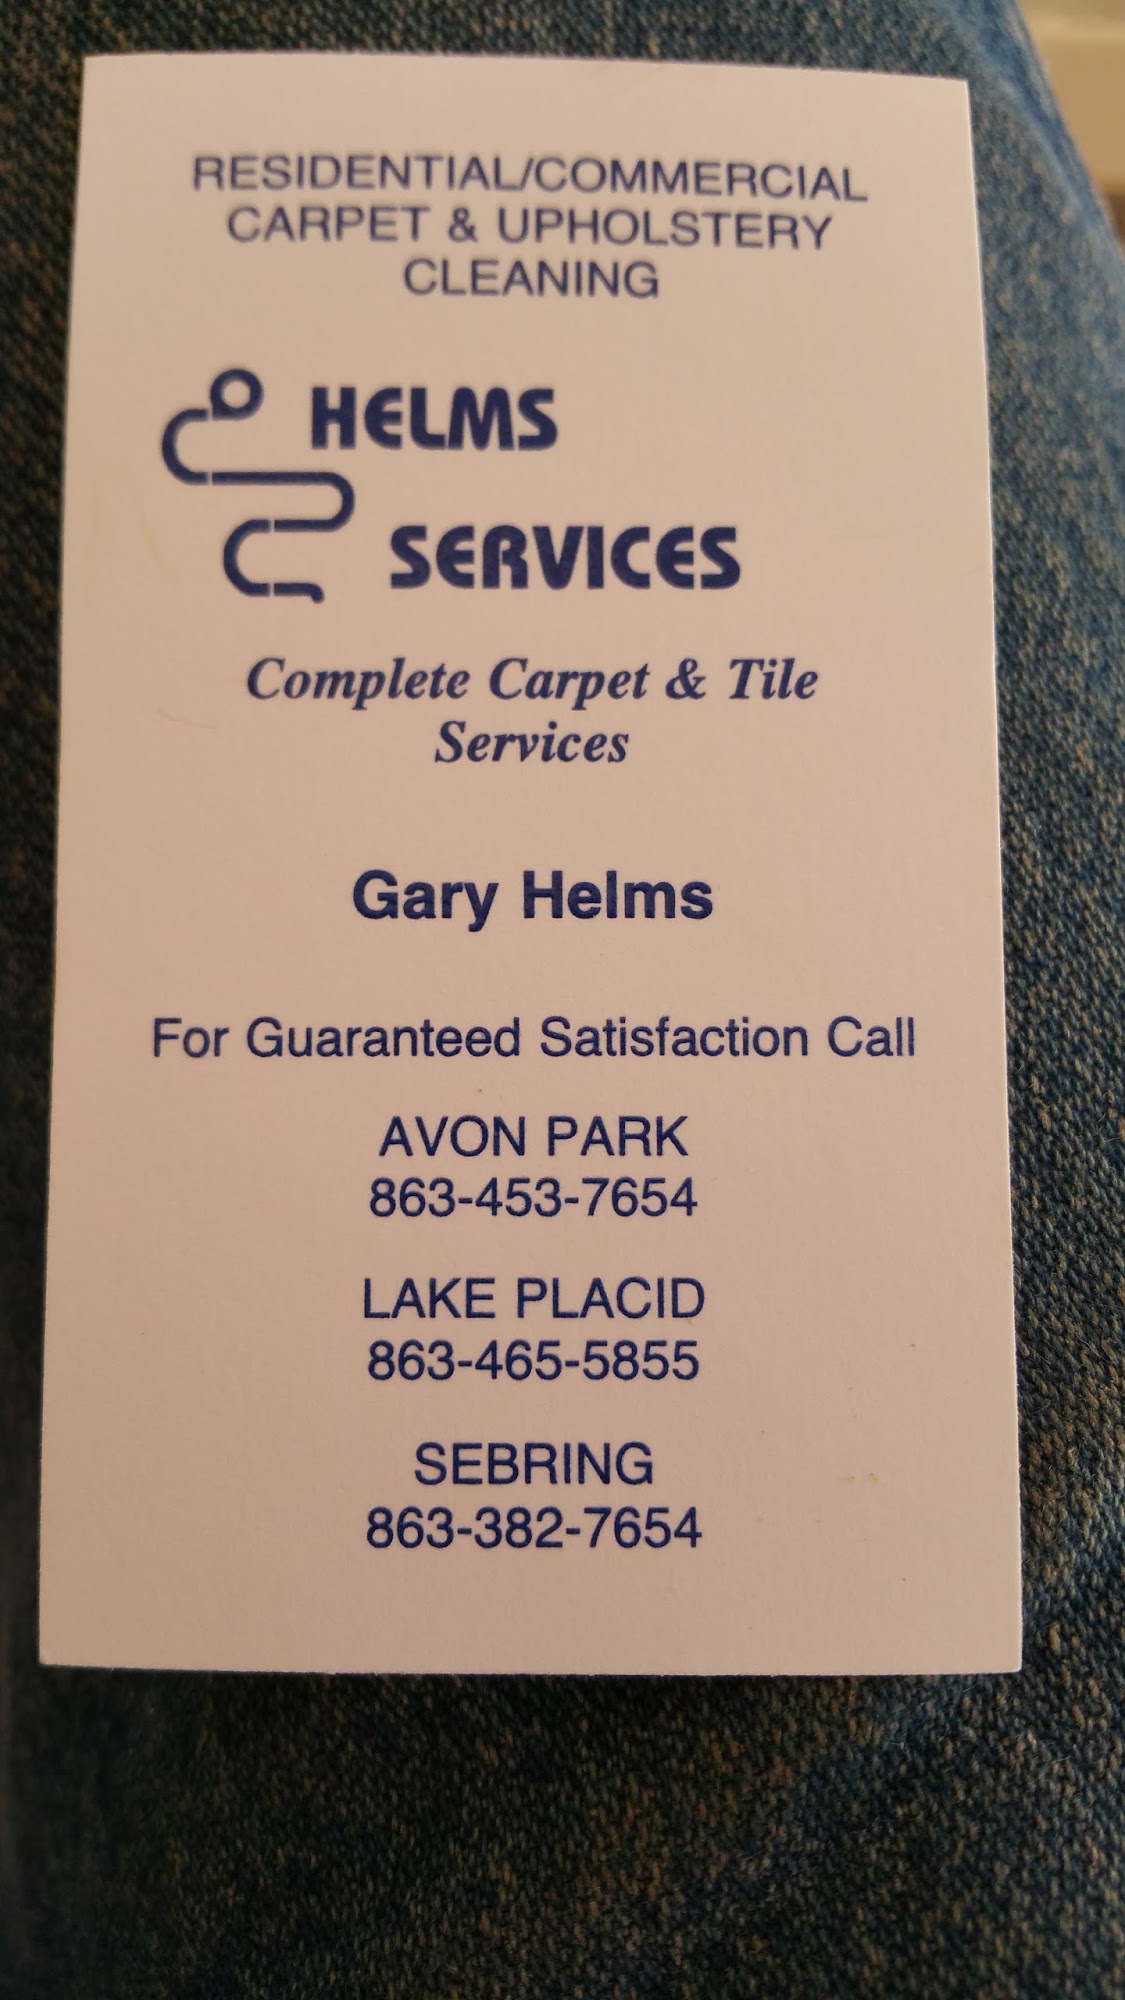 RESIDENTIAL/COMMERCIAL
CARPET & UPHOLSTERY
CLEANING
HELMS
SERVICES
Complete Carpet & Tile
Services
Gary Helms
For Guaranteed Satisfaction Call
AVON PARK
863-453-7654
LAKE PLACID
863-465-5855
SEBRING
863-382-7654